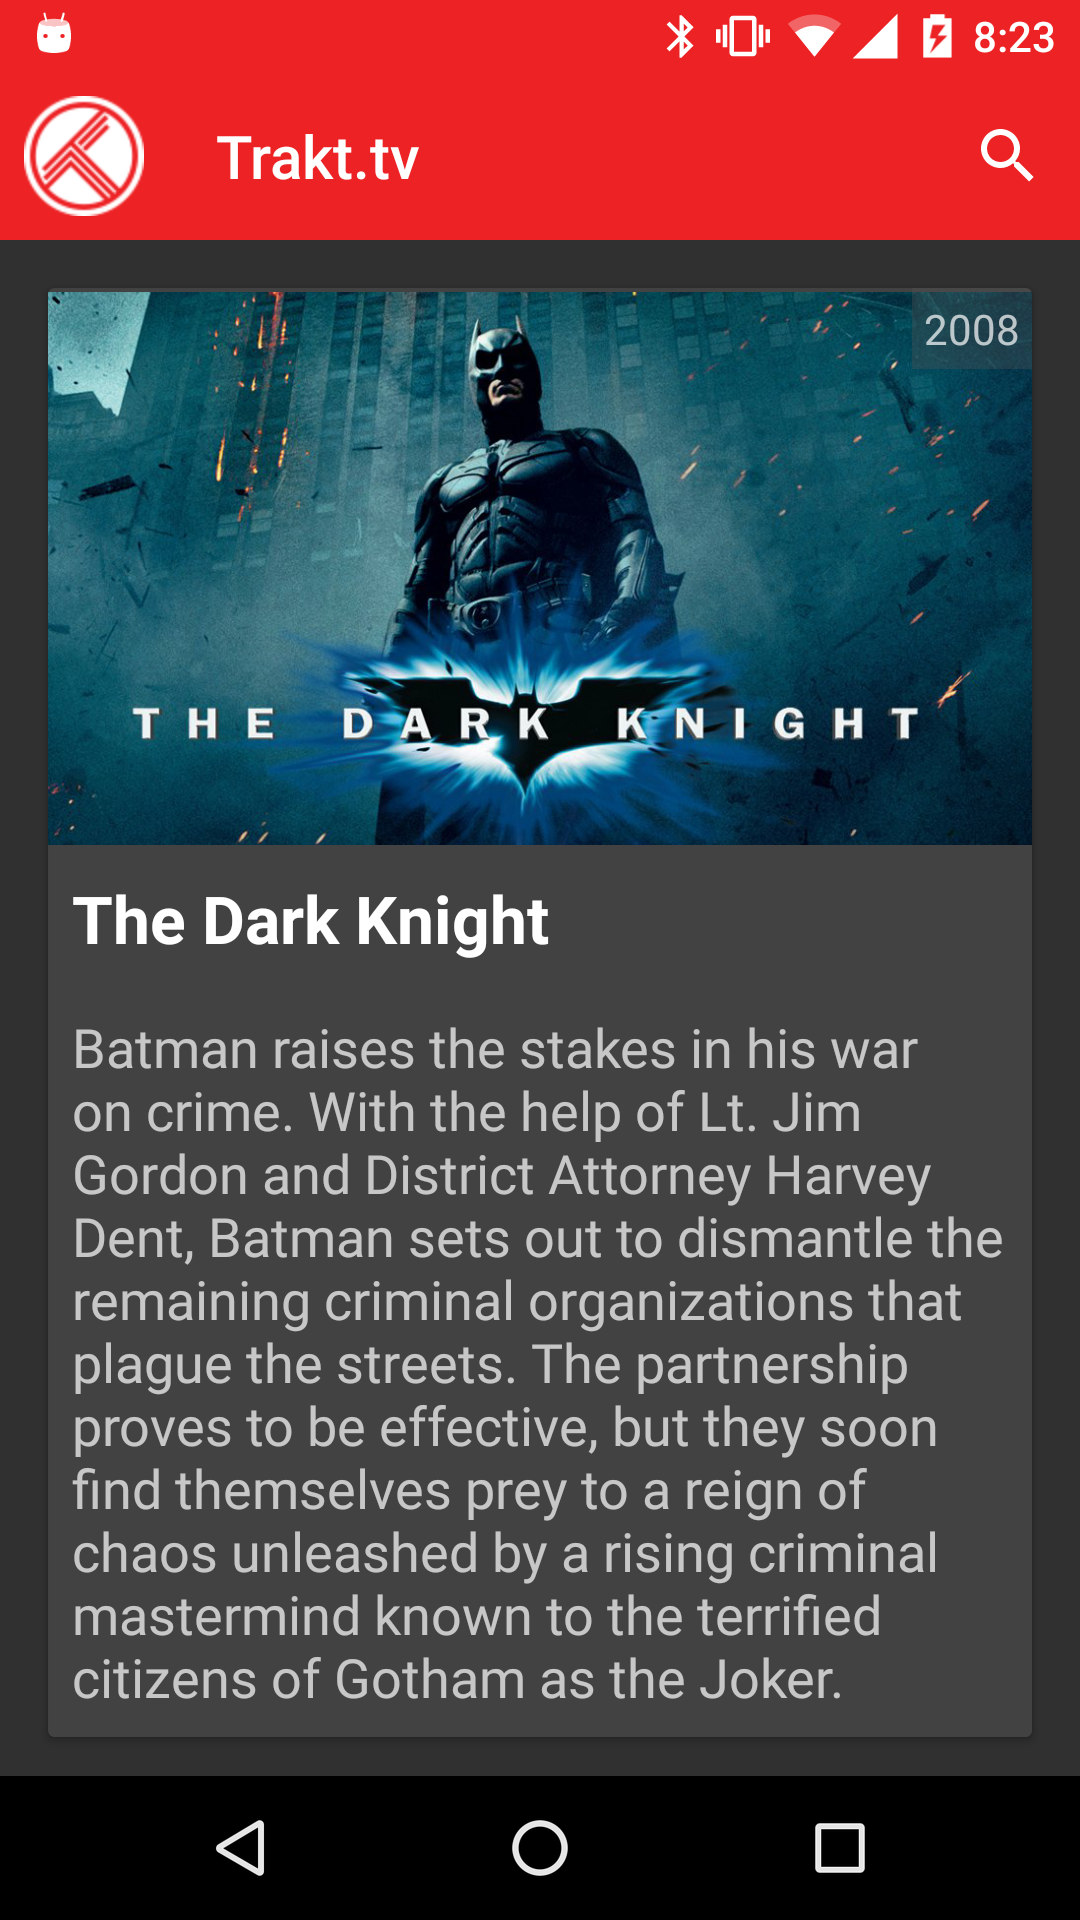 8:23
Trakt.tv
2008
THE DARK KNIGHT
The Dark Knight
Batman raises the stakes in his war
on crime. With the help of Lt. Jim
Gordon and District Attorney Harvey
Dent, Batman sets out to dismantle the
remaining criminal organizations that
plague the streets. The partnership
proves to be effective, but they soon
find themselves prey to a reign of
chaos unleashed by a rising criminal
mastermind known to the terrified
citizens of Gotham as the Joker.